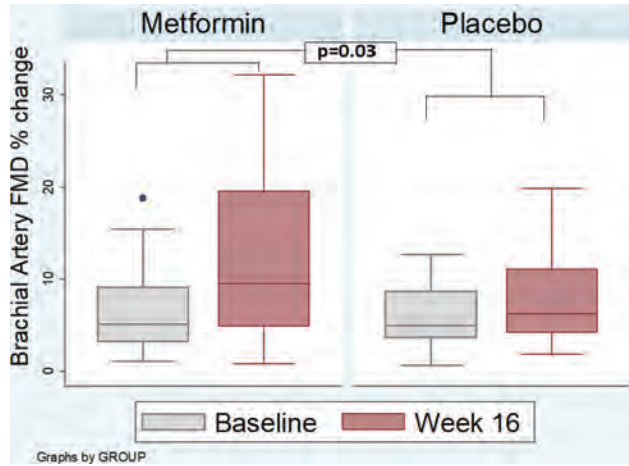 Metformin Placebo
p=0.03
Brachial Artery FMD % change
30
20
10
0
Baseline Week 16
Graphs by GROUP